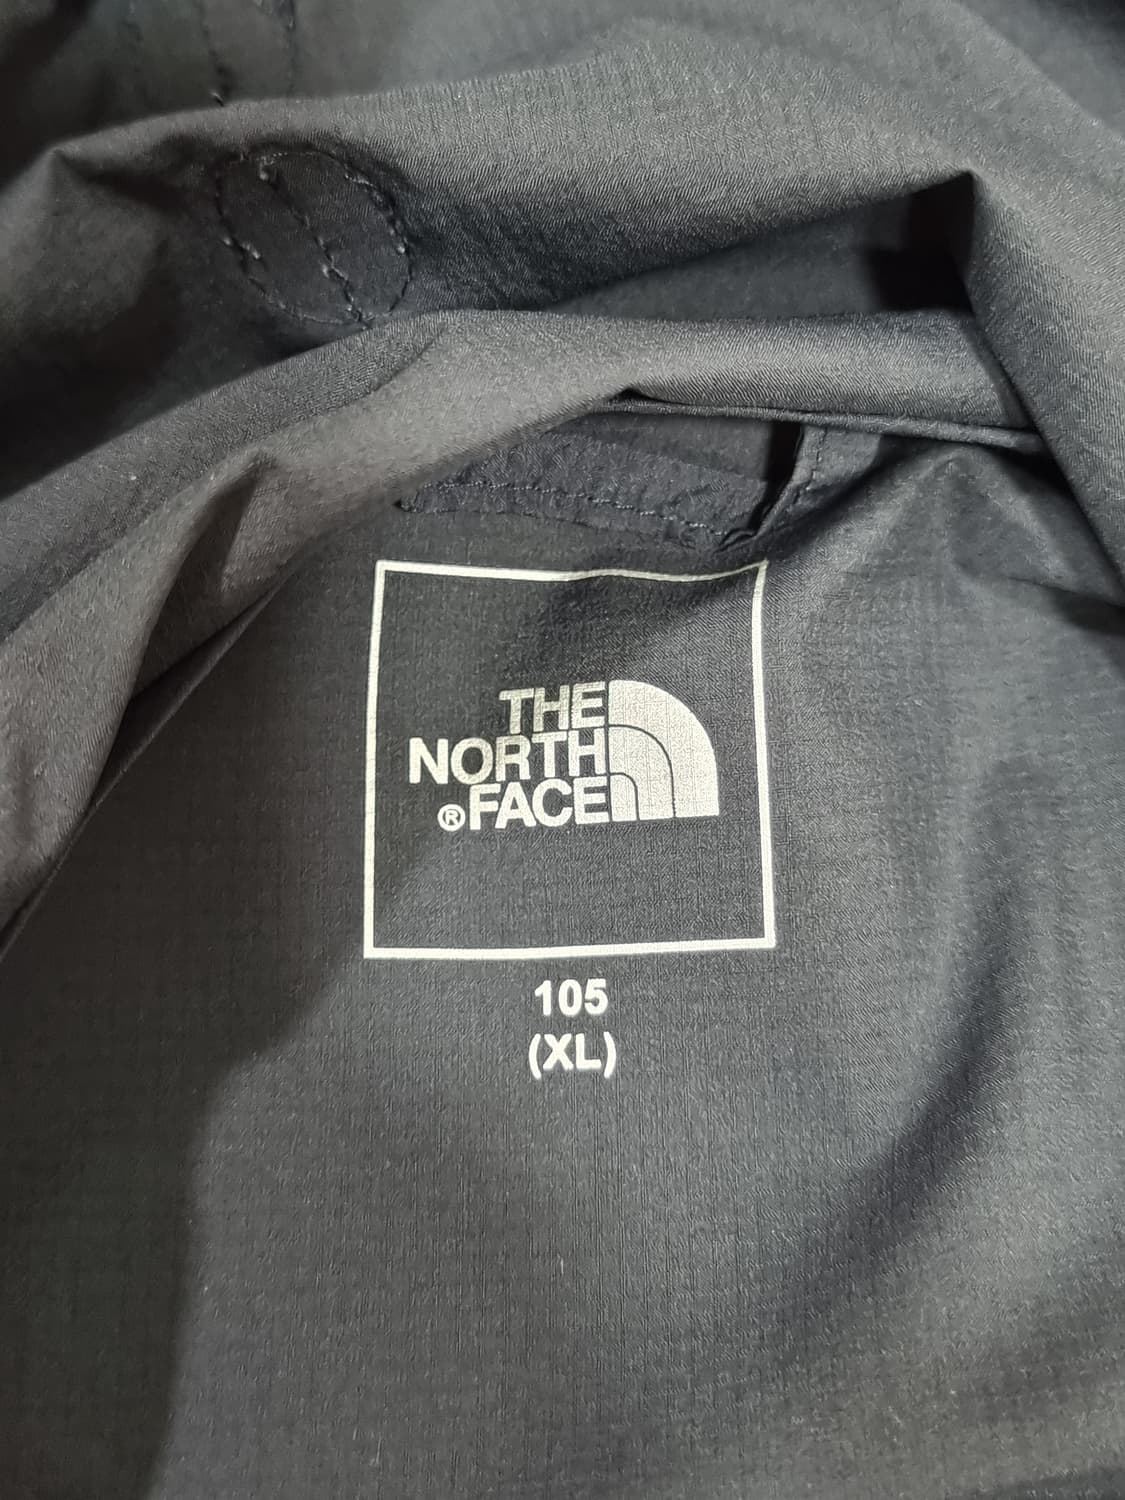 THE
NORTH
®FACE
105
(XL)